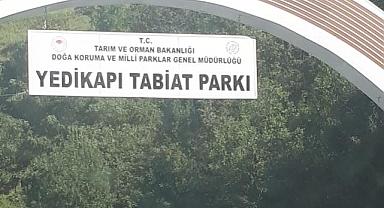 T.C.
TARIM VE ORMAN BAKANLIĞI
DOĞA KORUMA VE MİLLİ PARKLAR GENEL MÜDÜRLÜĞÜ
YEDİKAPI TABİAT PARKI